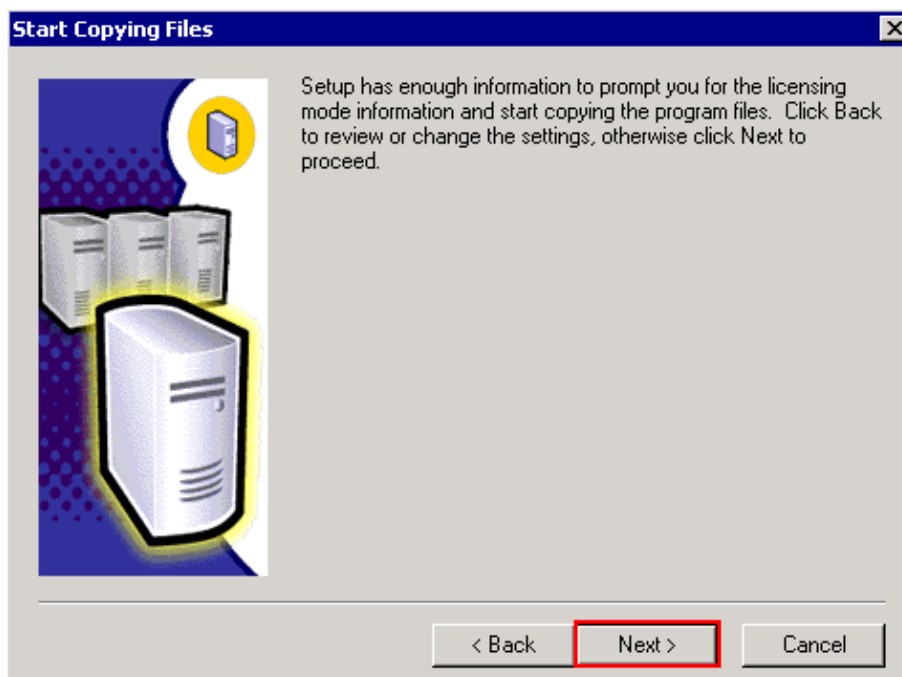 Start Copying Files
Setup has enough information to prompt you for the licensing
mode information and start copying the program files.  Click Back
to review or change the settings, otherwise click Next to
proceed.
< Back
Next >
Cancel